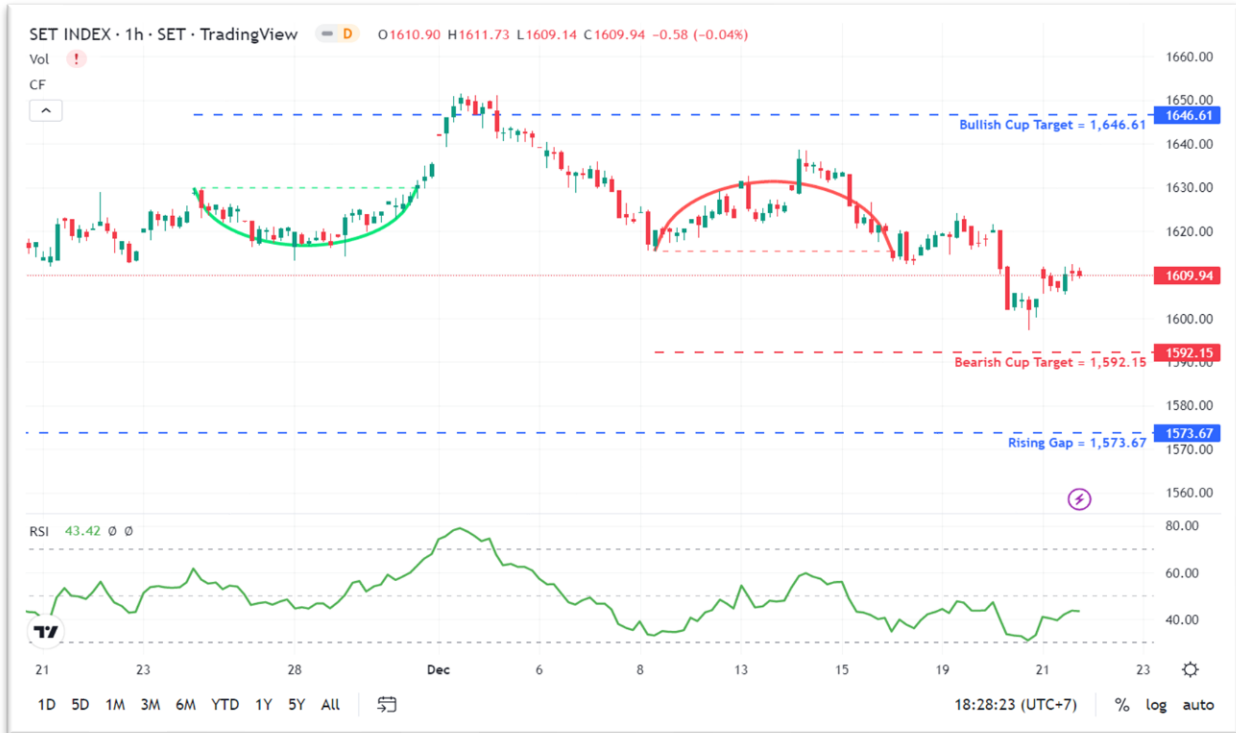 SET INDEX · 1h · SET · TradingView D O1610.90 H1611.73 L1609.14 C1609.94 −0.58 (−0.04%)
Vol !
CF
1660.00
1650.00
1646.61
Bullish Cup Target = 1,646.61
1640.00
1630.00
1620.00
1609.94
1600.00
1592.15
1590.00
Bearish Cup Target = 1,592.15
1580.00
1573.67
Rising Gap = 1,573.67
1570.00
1560.00
RSI 43.42 Ø Ø
80.00
60.00
40.00
21 23 28 Dec 6 8 13 15 19 21 23
1D 5D 1M 3M 6M YTD 1Y 5Y All 18:28:23 (UTC+7) % log auto